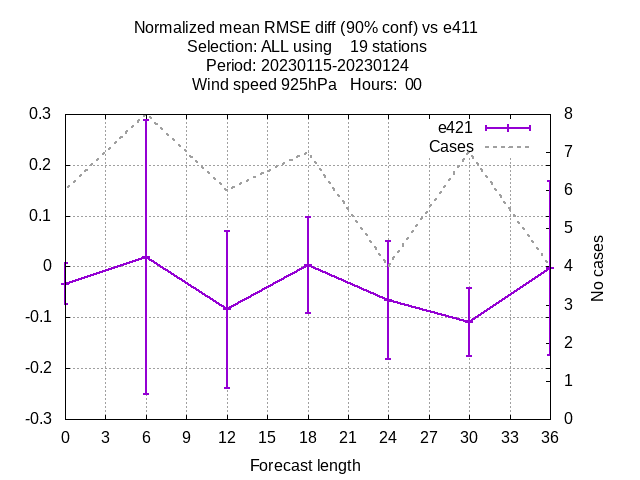 Normalized mean RMSE diff (90% conf) vs e411
Selection: ALL using    19 stations
Period: 20230115-20230124
Wind speed 925hPa   Hours:  00
e421
Cases
0.3
0.2
0.1
0
-0.1
-0.2
-0.3
8
7
6
5
4
3
2
1
0
No cases
0 3 6 9 12 15 18 21 24 27 30 33 36
Forecast length